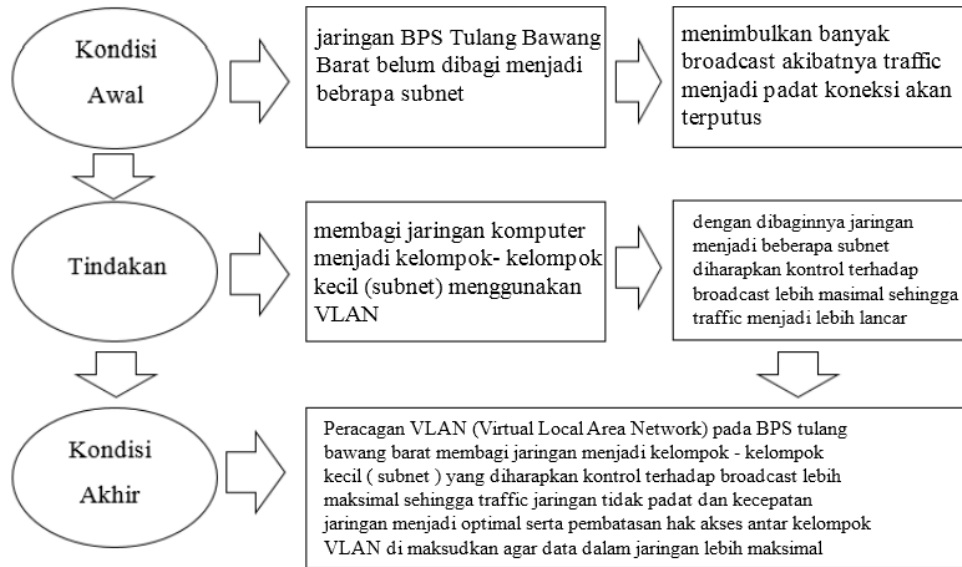 Kondisi
Awal
jaringan BPS Tulang Bawang
Barat belum dibagi menjadi
bebrapa subnet
menimbulkan banyak
broadcast akibatnya traffic
menjadi padat koneksi akan
terputus
Tindakan
membagi jaringan komputer
menjadi kelompok- kelompok
kecil (subnet) menggunakan
VLAN
dengan dibaginnya jaringan
menjadi beberapa subnet
diharapkan kontrol terhadap
broadcast lebih masimal sehingga
traffic menjadi lebih lancar
Kondisi
Akhir
Peracagan VLAN (Virtual Local Area Network) pada BPS tulang
bawang barat membagi jaringan menjadi kelompok - kelompok
kecil ( subnet ) yang diharapkan kontrol terhadap broadcast lebih
maksimal sehingga traffic jaringan tidak padat dan kecepatan
jaringan menjadi optimal serta pembatasan hak akses antar kelompok
VLAN di maksudkan agar data dalam jaringan lebih maksimal